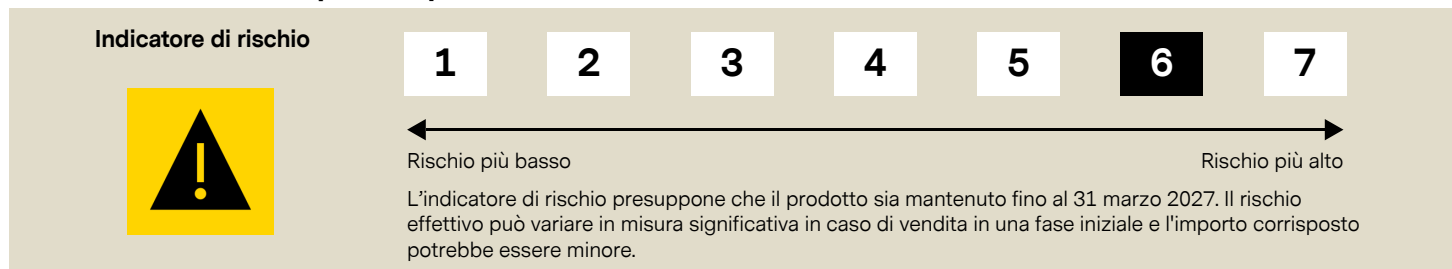 Indicatore di rischio
1 2 3 4 5 6 7
Rischio più basso Rischio più alto
L'indicatore di rischio presuppone che il prodotto sia mantenuto fino al 31 marzo 2027. Il rischio
effettivo può variare in misura significativa in caso di vendita in una fase iniziale e l'importo corrisposto
potrebbe essere minore.